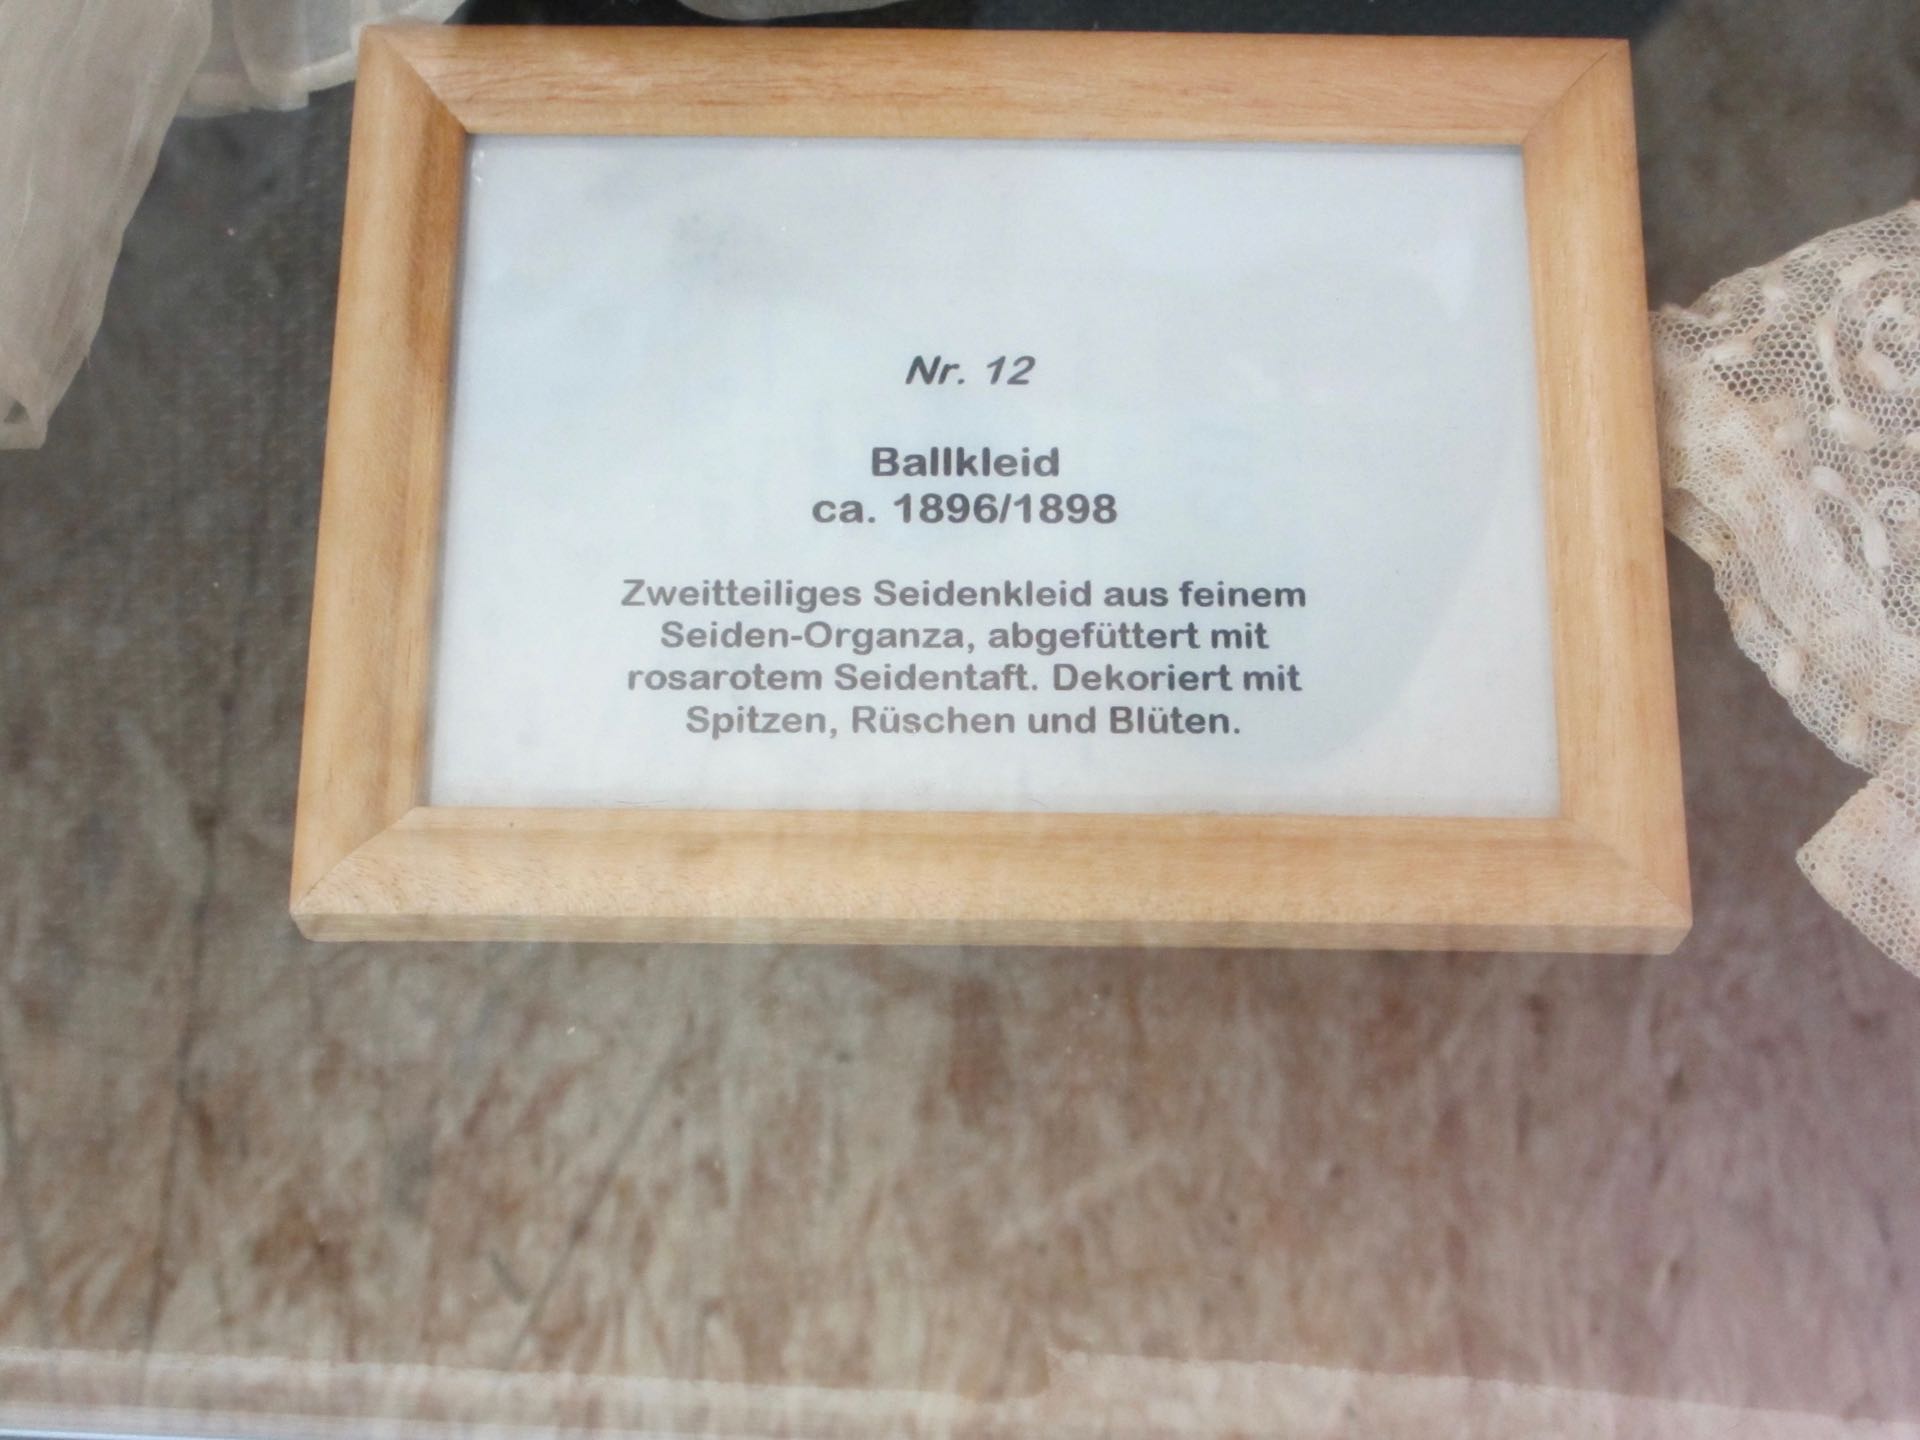 Nr. 12
Ballkleid
ca. 1896/1898
Zweitteiliges Seidenkleid aus feinem
Seiden-Organza, abgefüttert mit
rosarotem Seidentaft. Dekoriert mit
Spitzen, Rüschen und Blüten.